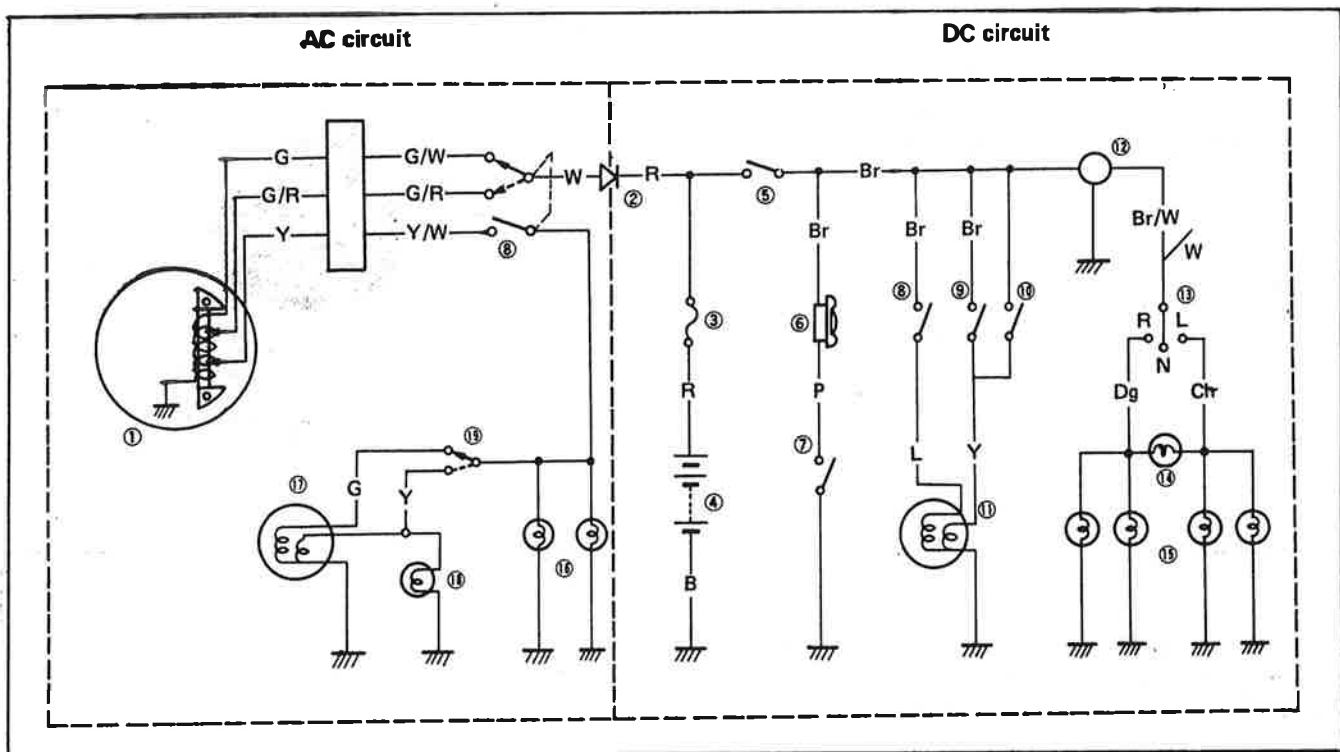 AC circuit
DC circuit
G
G/W
G/R
G/R
Y
Y/W
W
②
R
⑤
Br
⑫
⑧
①
③
R
④
B
Br
⑥
P
⑦
Br
⑧
L
Br
⑨
⑩
Y
⑪
Br/W
W
⑬
R
L
N
Dg
Chr
⑭
⑮
⑲
G
Y
⑰
⑱
⑯